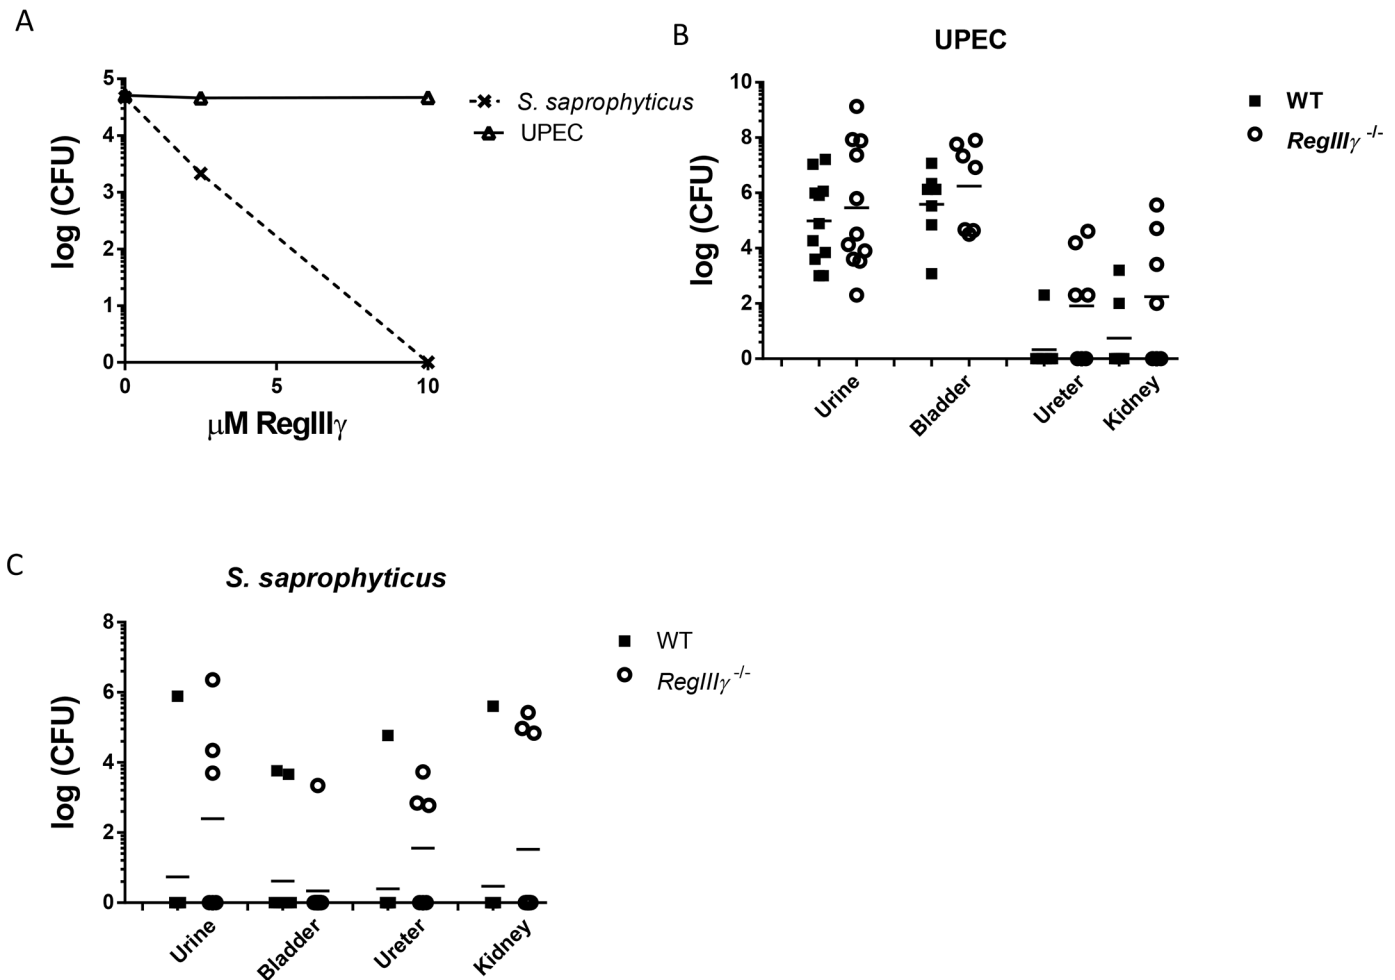 A
5
4
3
2
1
0
0
5
10
log (CFU)
μM RegIIIγ
S. saprophyticus
UPEC
B
UPEC
10
8
6
4
2
0
log (CFU)
Urine
Bladder
Ureter
Kidney
WT
RegIIIγ -/-
C
S. saprophyticus
8
6
4
2
0
log (CFU)
Urine
Bladder
Ureter
Kidney
WT
RegIIIγ -/-